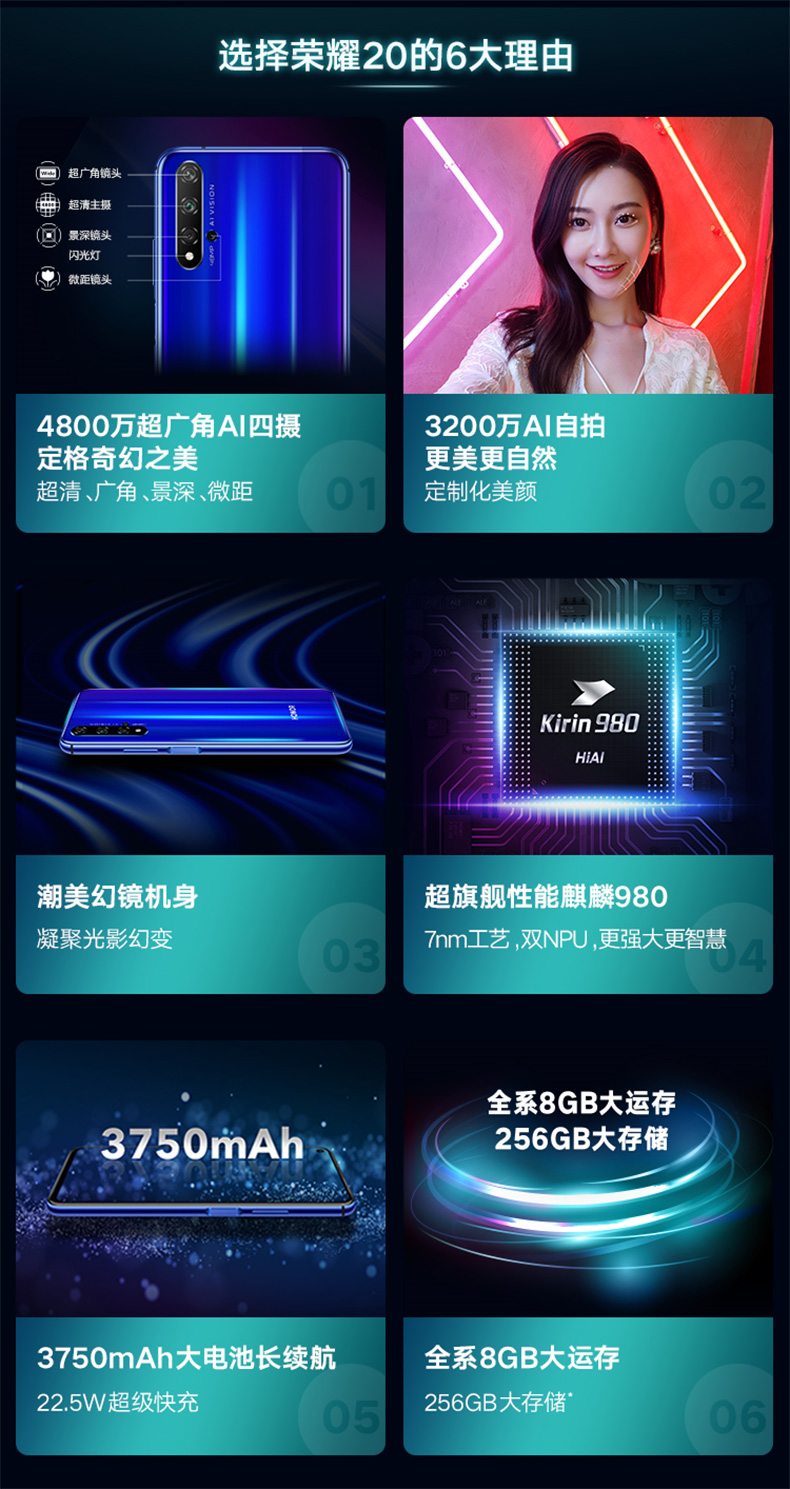 选择荣耀20的6大理由
Wide 超广角镜头
超清主摄
景深镜头
闪光灯
微距镜头
AI VISION
48MP
4800万超广角AI四摄
定格奇幻之美
超清、广角、景深、微距
01
3200万AI自拍
更美更自然
定制化美颜
02
HONOR
潮美幻镜机身
凝聚光影幻变
03
Kirin 980
HiAI
超旗舰性能麒麟980
7nm工艺,双NPU,更强大更智慧
04
3750mAh
3750mAh大电池长续航
22.5W超级快充
05
全系8GB大运存
256GB大存储
全系8GB大运存
256GB大存储*
06